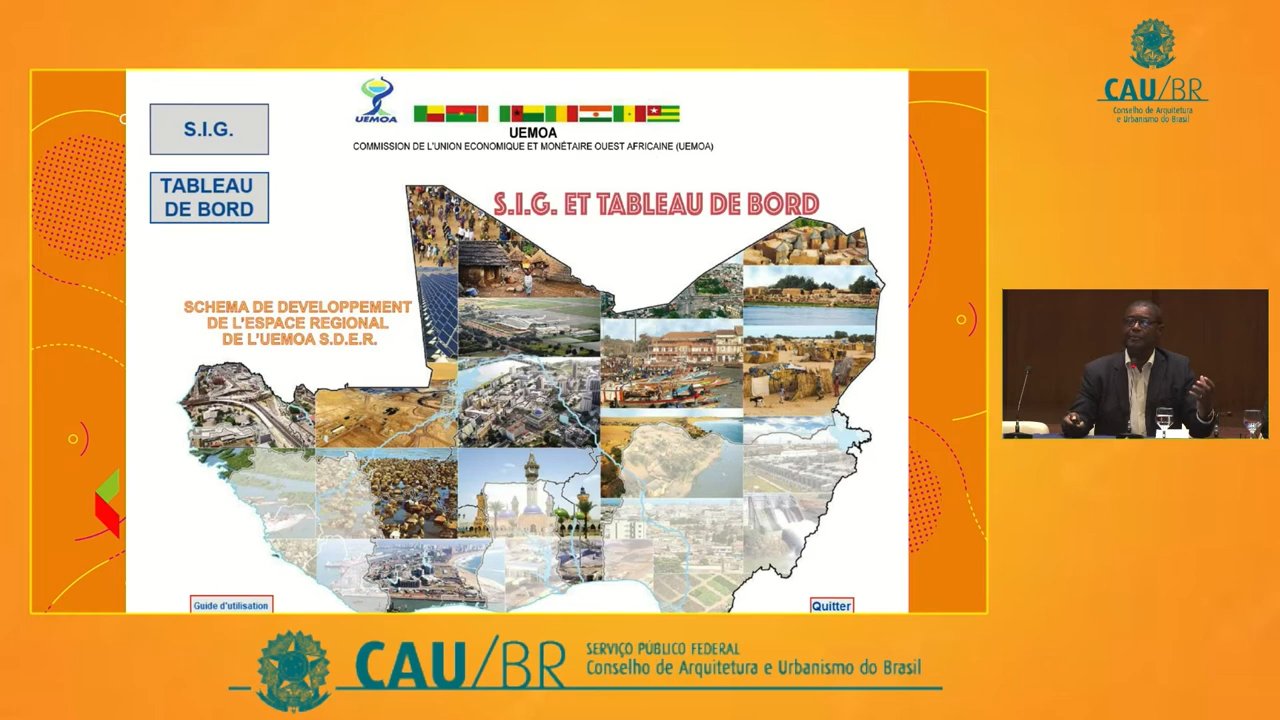 S.I.G.
TABLEAU
DE BORD
UEMOA
UEMOA
COMMISSION DE L'UNION ECONOMIQUE ET MONÉTAIRE OUEST AFRICAINE (UEMOA)
S.I.G. ET TABLEAU DE BORD
SCHEMA DE DEVELOPPEMENT
DE L'ESPACE REGIONAL
DE L'UEMOA S.D.E.R.
Guide d'utilisation
Quitter
CAU/BR
Conselho de Arquitetura
e Urbanismo do Brasil
CAU/BR
SERVIÇO PÚBLICO FEDERAL
Conselho de Arquitetura e Urbanismo do Brasil